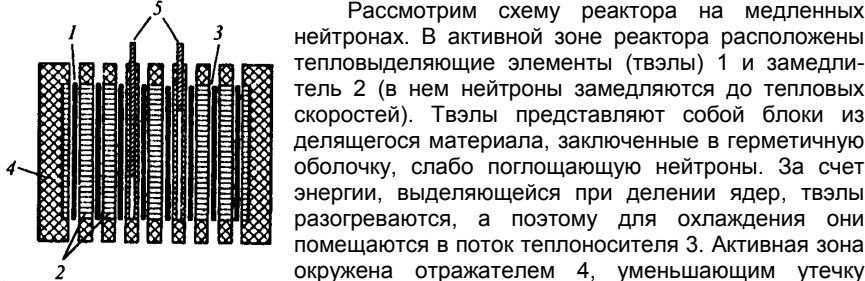 5
1
3
4
2
Рассмотрим схему реактора на медленных
нейтронах. В активной зоне реактора расположены
тепловыделяющие элементы (твэлы) 1 и замедли-
тель 2 (в нем нейтроны замедляются до тепловых
скоростей). Твэлы представляют собой блоки из
делящегося материала, заключенные в герметичную
оболочку, слабо поглощающую нейтроны. За счет
энергии, выделяющейся при делении ядер, твэлы
разогреваются, а поэтому для охлаждения они
помещаются в поток теплоносителя 3. Активная зона
окружена отражателем 4, уменьшающим утечку